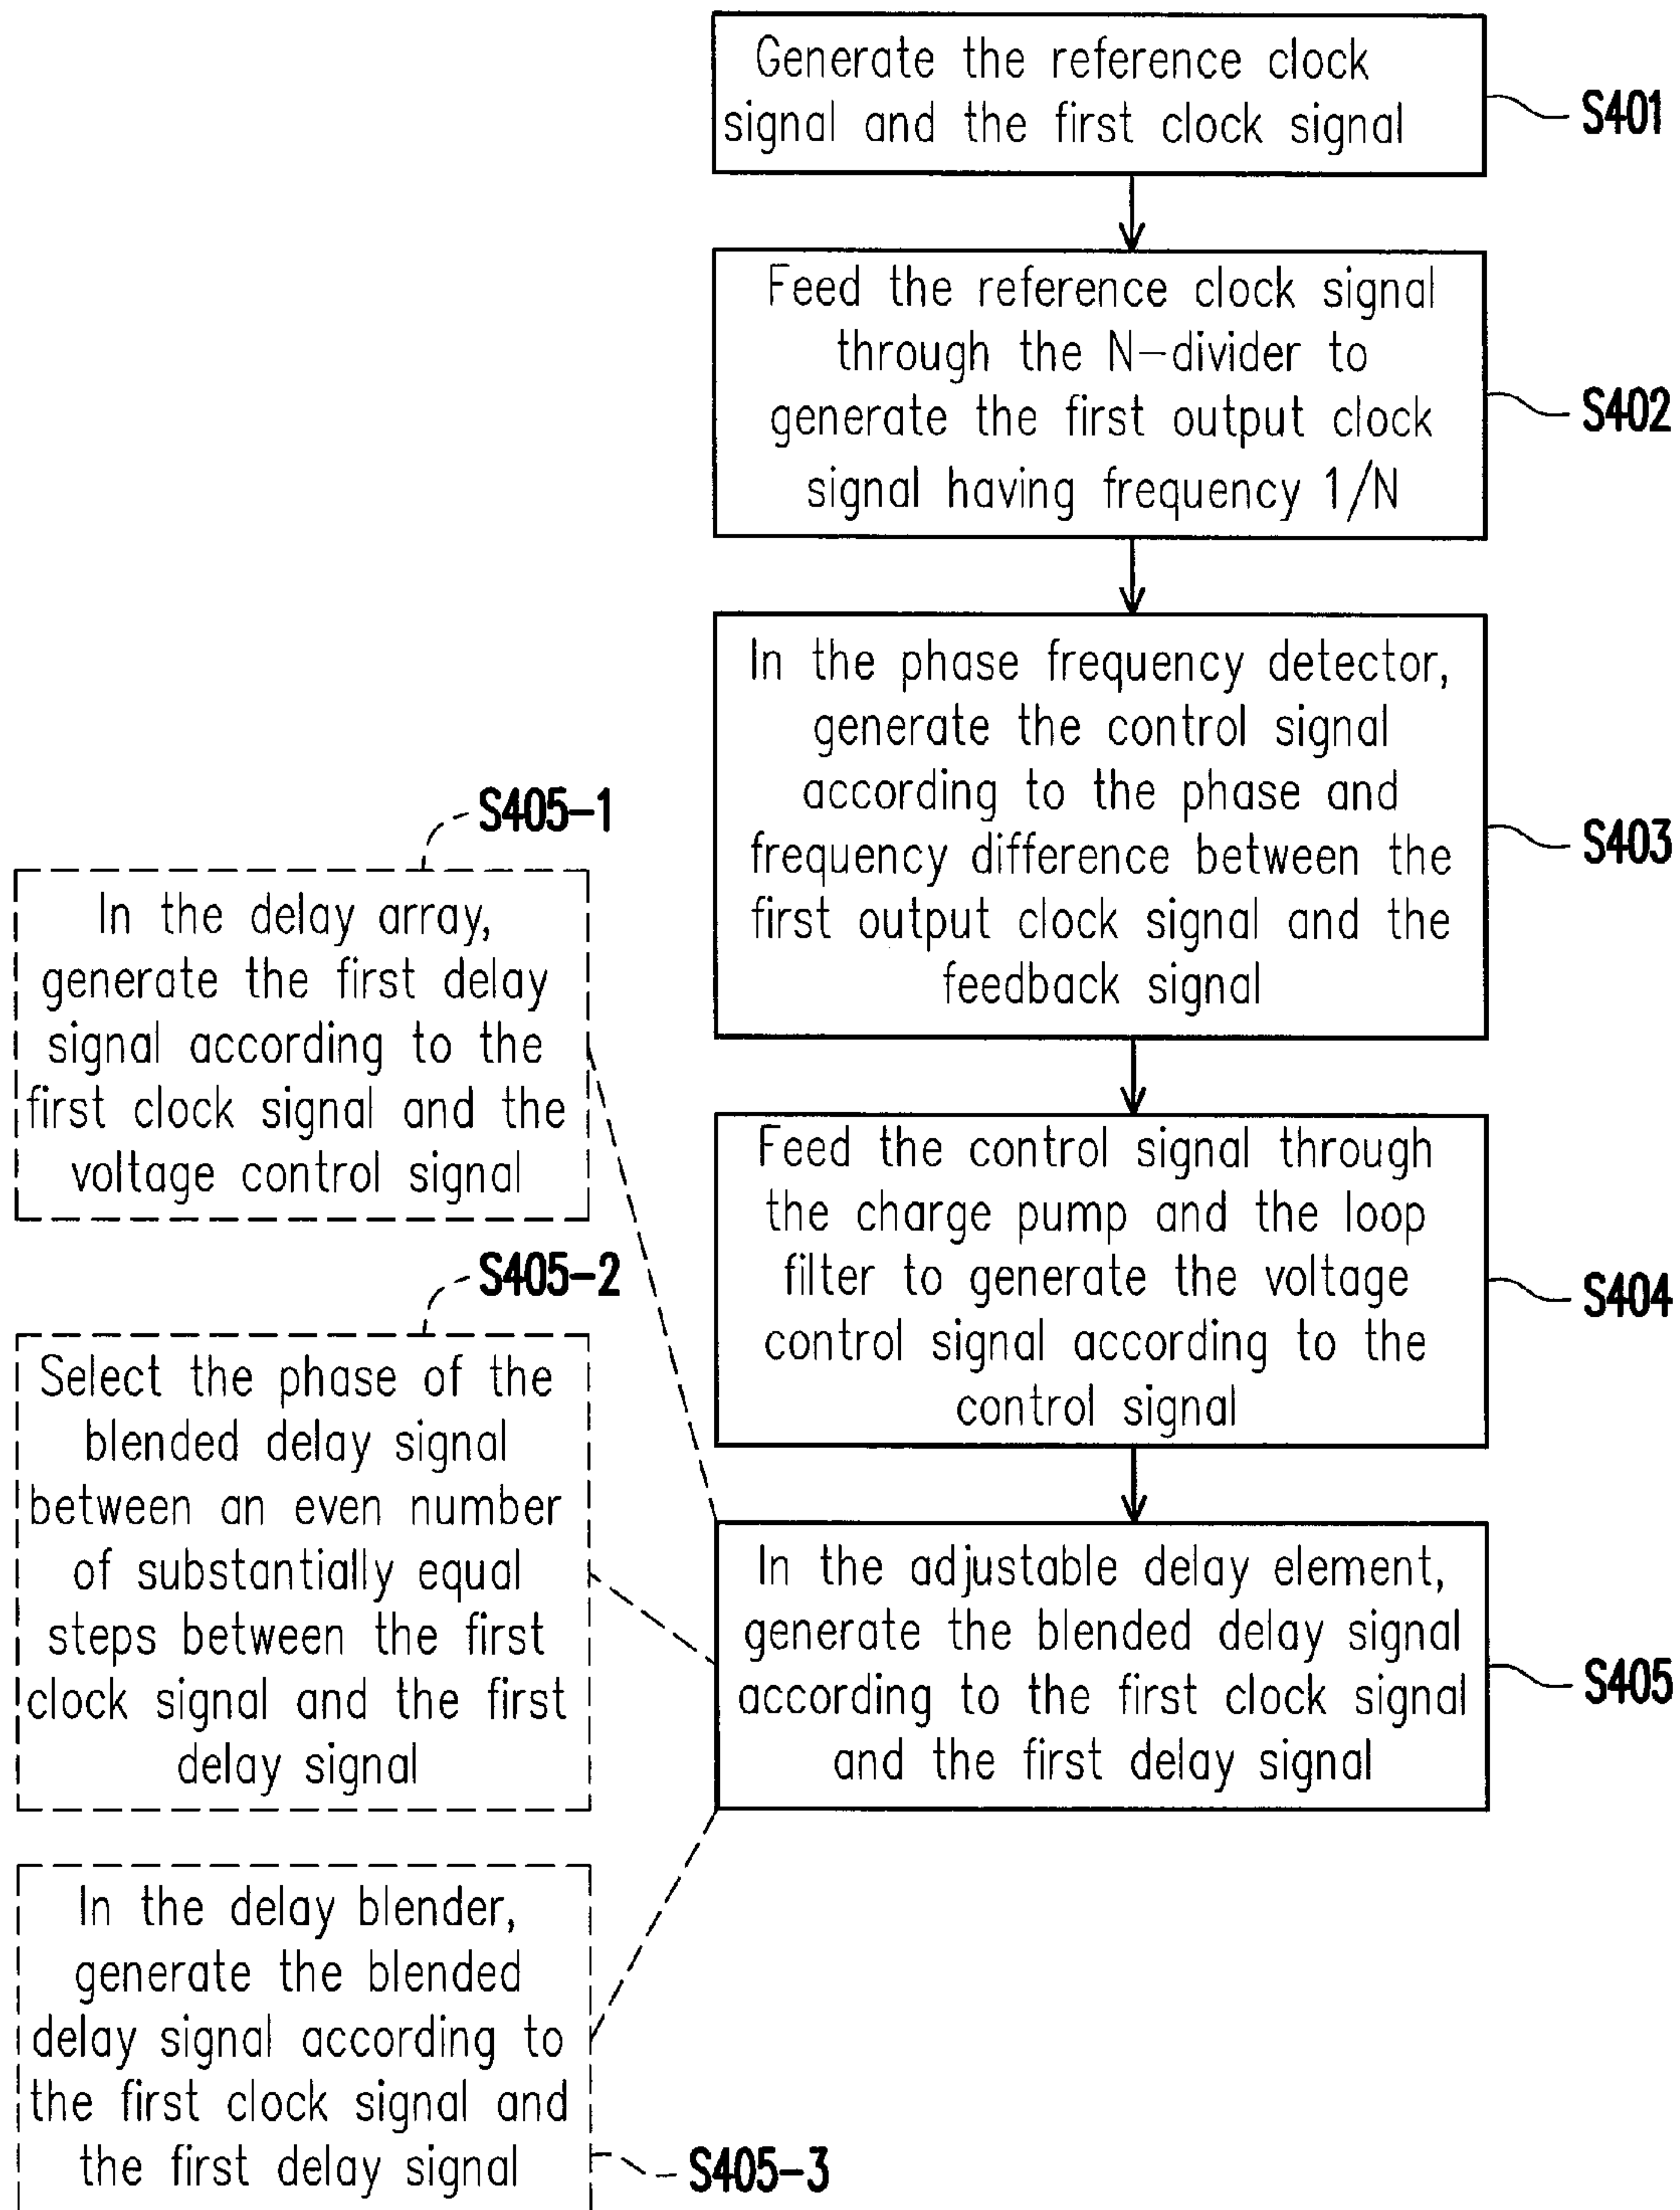 Generate the reference clock
signal and the first clock signal
S401
Feed the reference clock signal
through the N-divider to
generate the first output clock
signal having frequency 1/N
S402
In the phase frequency detector,
generate the control signal
according to the phase and
frequency difference between the
first output clock signal and the
feedback signal
S403
Feed the control signal through
the charge pump and the loop
filter to generate the voltage
control signal according to the
control signal
S404
In the adjustable delay element,
generate the blended delay signal
according to the first clock signal
and the first delay signal
S405
S405-1
In the delay array,
generate the first delay
signal according to the
first clock signal and the
voltage control signal
S405-2
Select the phase of the
blended delay signal
between an even number
of substantially equal
steps between the first
clock signal and the first
delay signal
In the delay blender,
generate the blended
delay signal according to
the first clock signal and
the first delay signal
S405-3